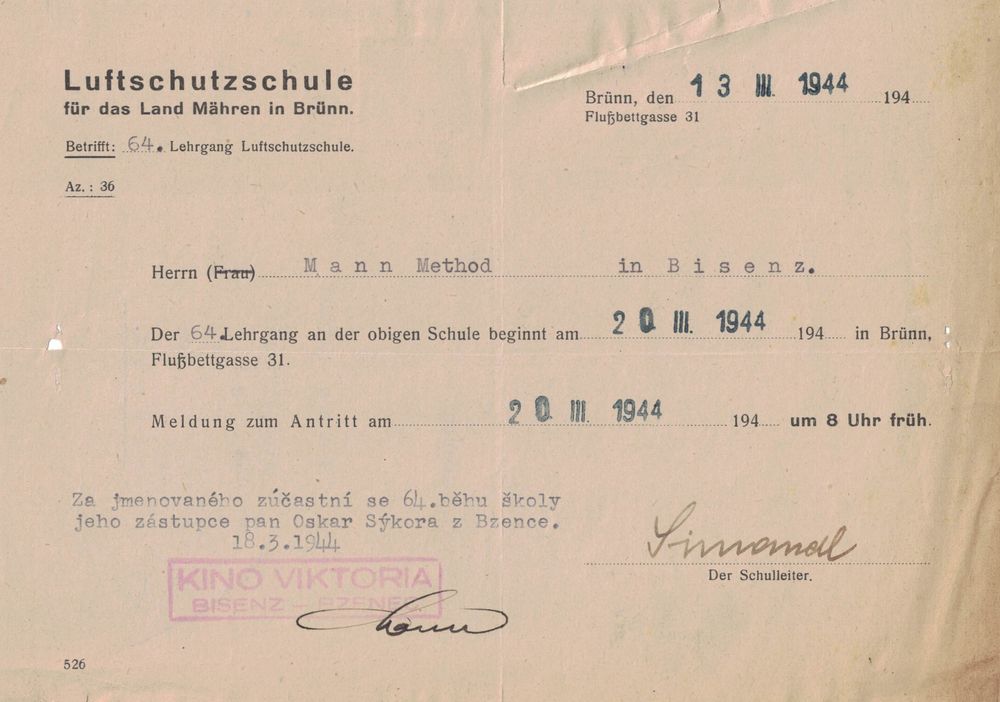 Luftschutzschule
für das Land Mähren in Brünn.
Betrifft: 64. Lehrgang Luftschutzschule.
Az.: 36
Brünn, den 13 III. 1944 194
Flußbettgasse 31
Herrn (Frau) Mann Method in Bisenz.
Der 64. Lehrgang an der obigen Schule beginnt am 20 III. 1944 194 in Brünn,
Flußbettgasse 31.
Meldung zum Antritt am 20 III. 1944 194 um 8 Uhr früh.
Za jmenovaného zúčastní se 64. běhu školy
jeho zástupce pan Oskar Sýkora z Bzence.
18.3.1944
KINO VIKTORIA
BISENZ – BZENEC
Mann
Simandl
Der Schulleiter.
526